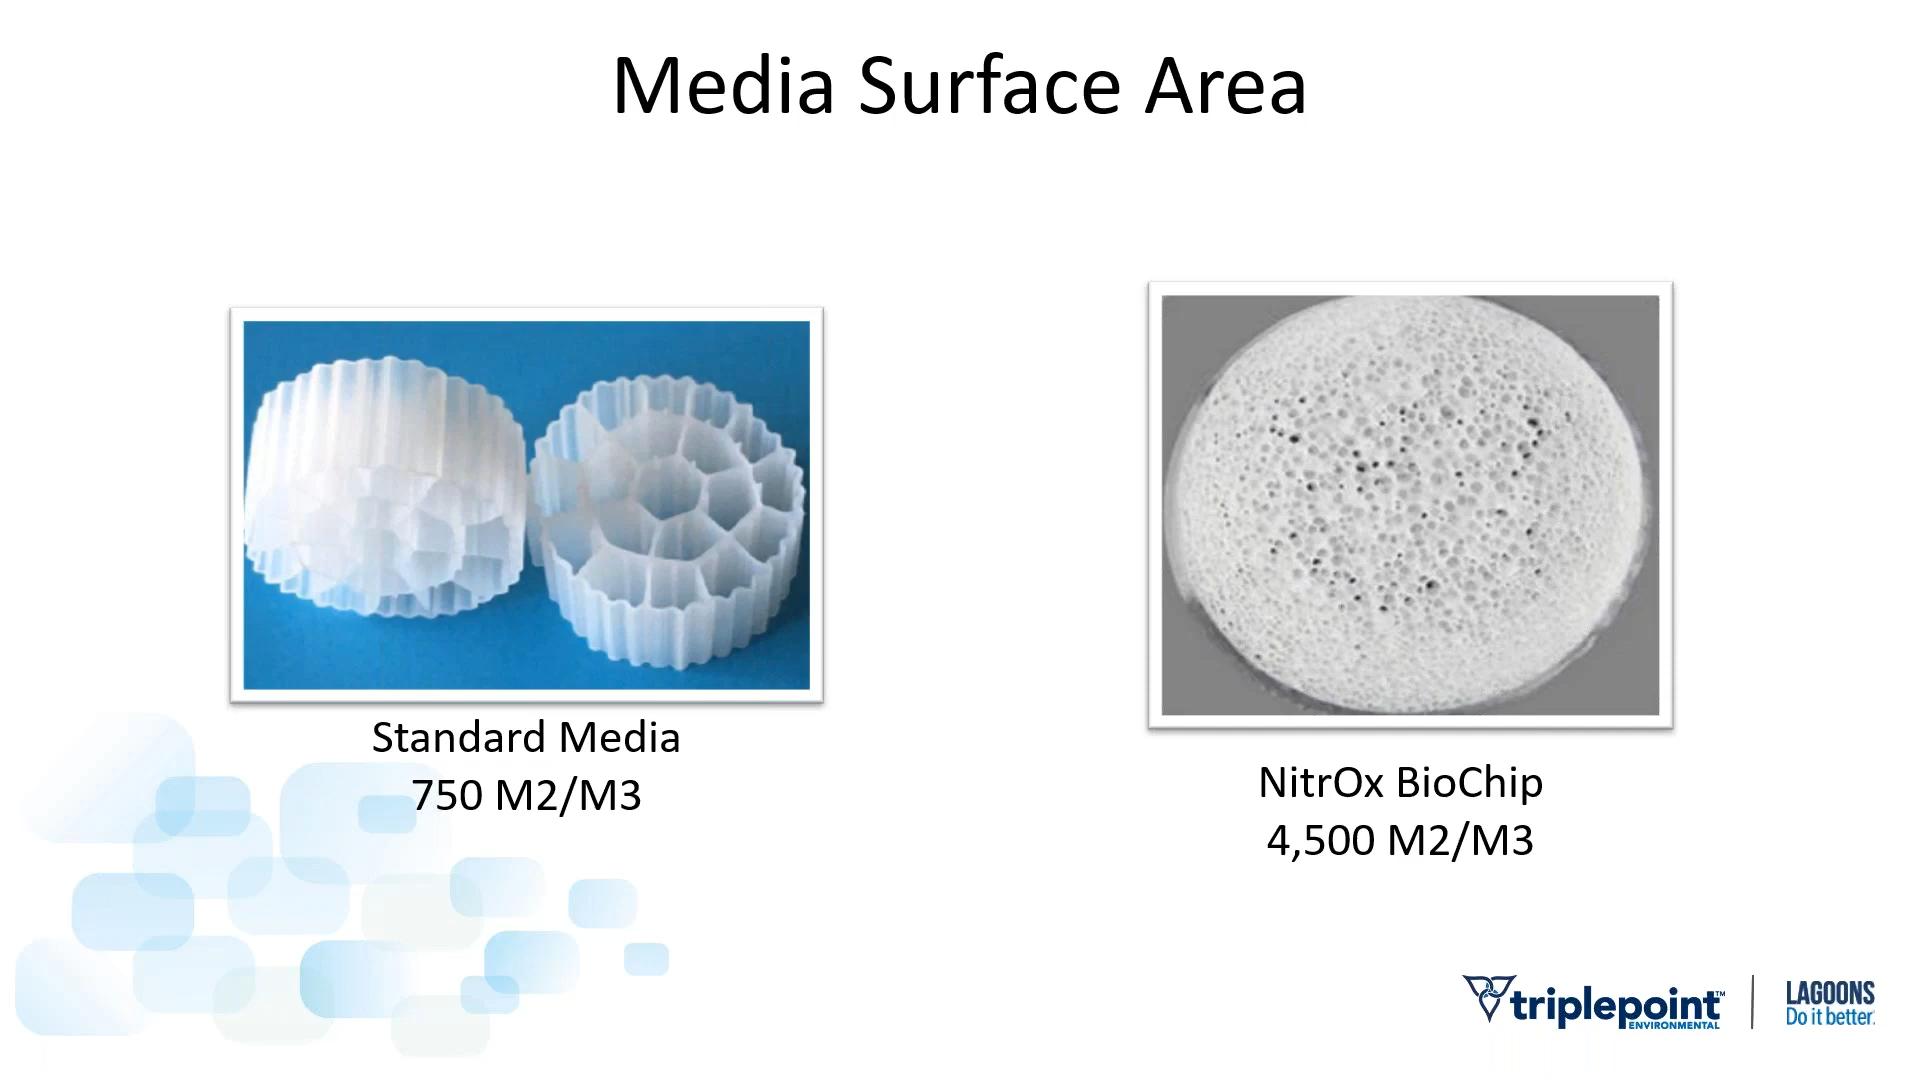 Media Surface Area
Standard Media
750 M2/M3
NitrOx BioChip
4,500 M2/M3
triplepoint™
ENVIRONMENTAL
LAGOONS
Do it better.